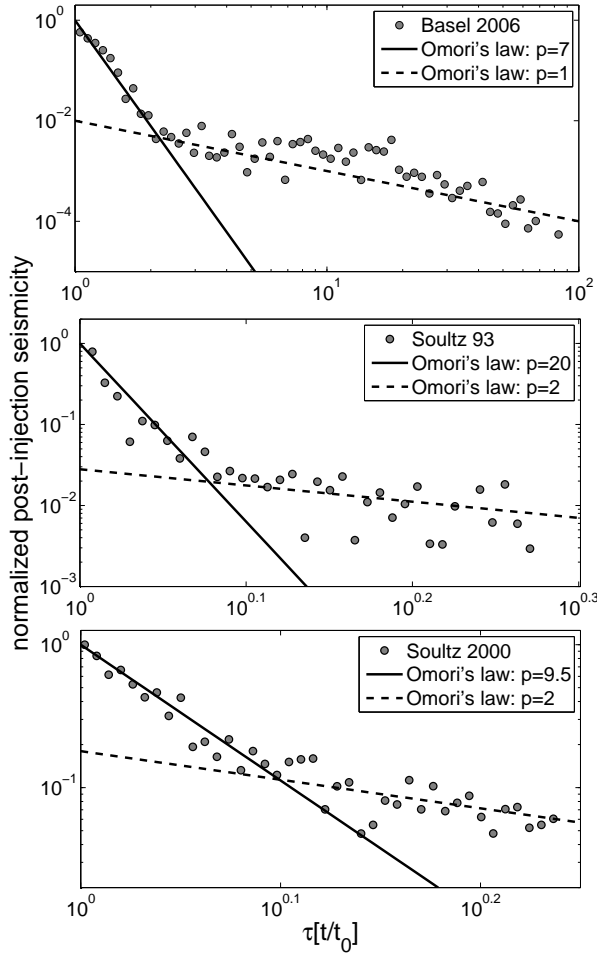 normalized post−injection seismicity
10^0
10^−2
10^−4
Basel 2006
Omori's law: p=7
Omori's law: p=1
10^0
10^1
10^2
10^0
10^−1
10^−2
10^−3
Soultz 93
Omori's law: p=20
Omori's law: p=2
10^0
10^0.1
10^0.2
10^0.3
10^0
10^−1
Soultz 2000
Omori's law: p=9.5
Omori's law: p=2
10^0
10^0.1
10^0.2
τ[t/t_0]